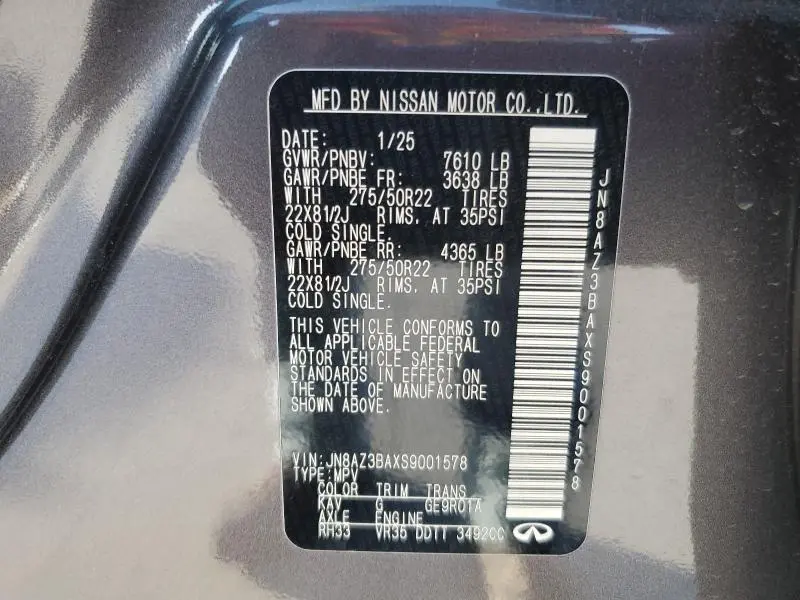 MFD BY NISSAN MOTOR CO.,LTD.
DATE: 1/25
GVWR/PNBV: 7610 LB
GAWR/PNBE FR: 3638 LB
WITH 275/50R22 TIRES
22X81/2J RIMS, AT 35PSI
COLD SINGLE.
GAWR/PNBE RR: 4365 LB
WITH 275/50R22 TIRES
22X81/2J RIMS, AT 35PSI
COLD SINGLE.
THIS VEHICLE CONFORMS TO
ALL APPLICABLE FEDERAL
MOTOR VEHICLE SAFETY
STANDARDS IN EFFECT ON
THE DATE OF MANUFACTURE
SHOWN ABOVE.
VIN:JN8AZ3BAXS9001578
TYPE:MPV
COLOR TRIM TRANS
KAV G GE9R01A
AXLE ENGINE
RH33 VR35 DDTT 3492CC
JN8AZ3BAXS9001578